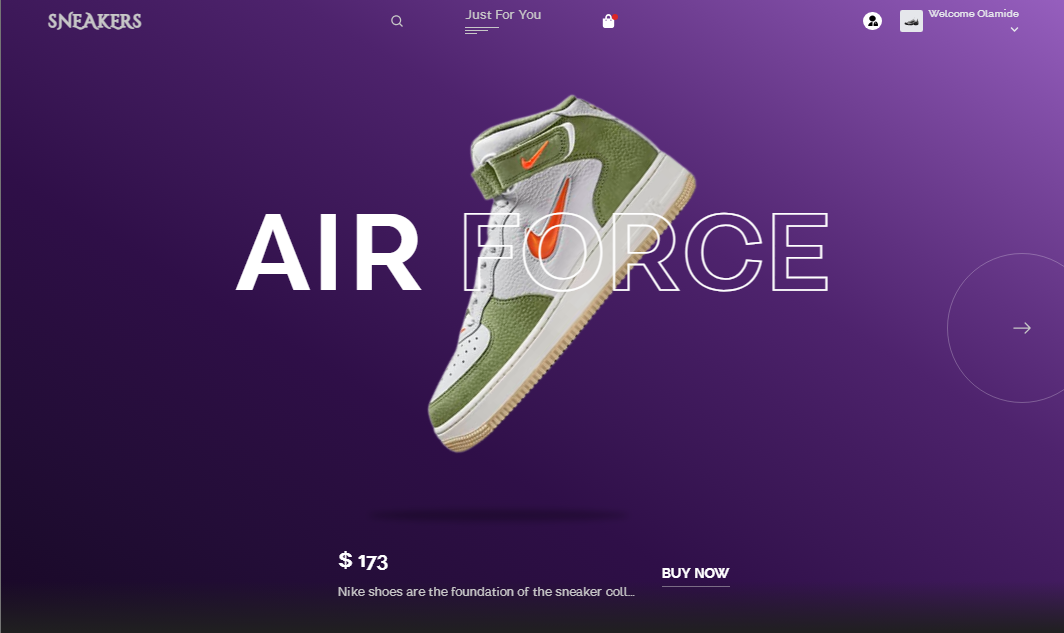 SNEAKERS
Just For You
Welcome Olamide
AIR FORCE
$ 173
Nike shoes are the foundation of the sneaker coll...
BUY NOW